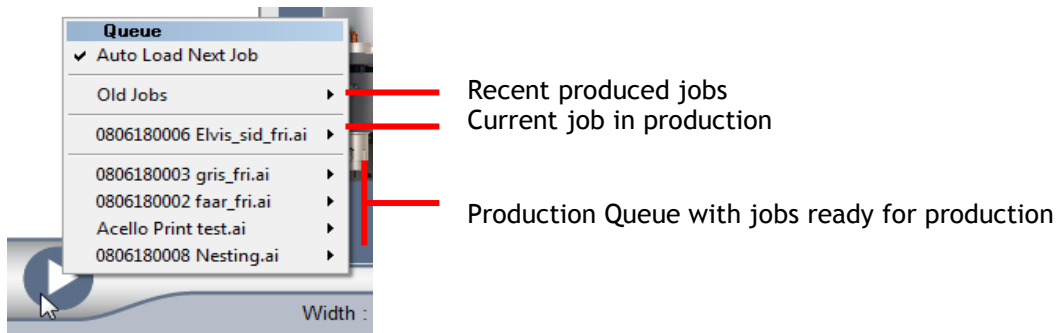 Queue
Auto Load Next Job
Old Jobs
0806180006 Elvis_sid_fri.ai
0806180003 gris_fri.ai
0806180002 faar_fri.ai
Acello Print test.ai
0806180008 Nesting.ai
Width :
Recent produced jobs
Current job in production
Production Queue with jobs ready for production